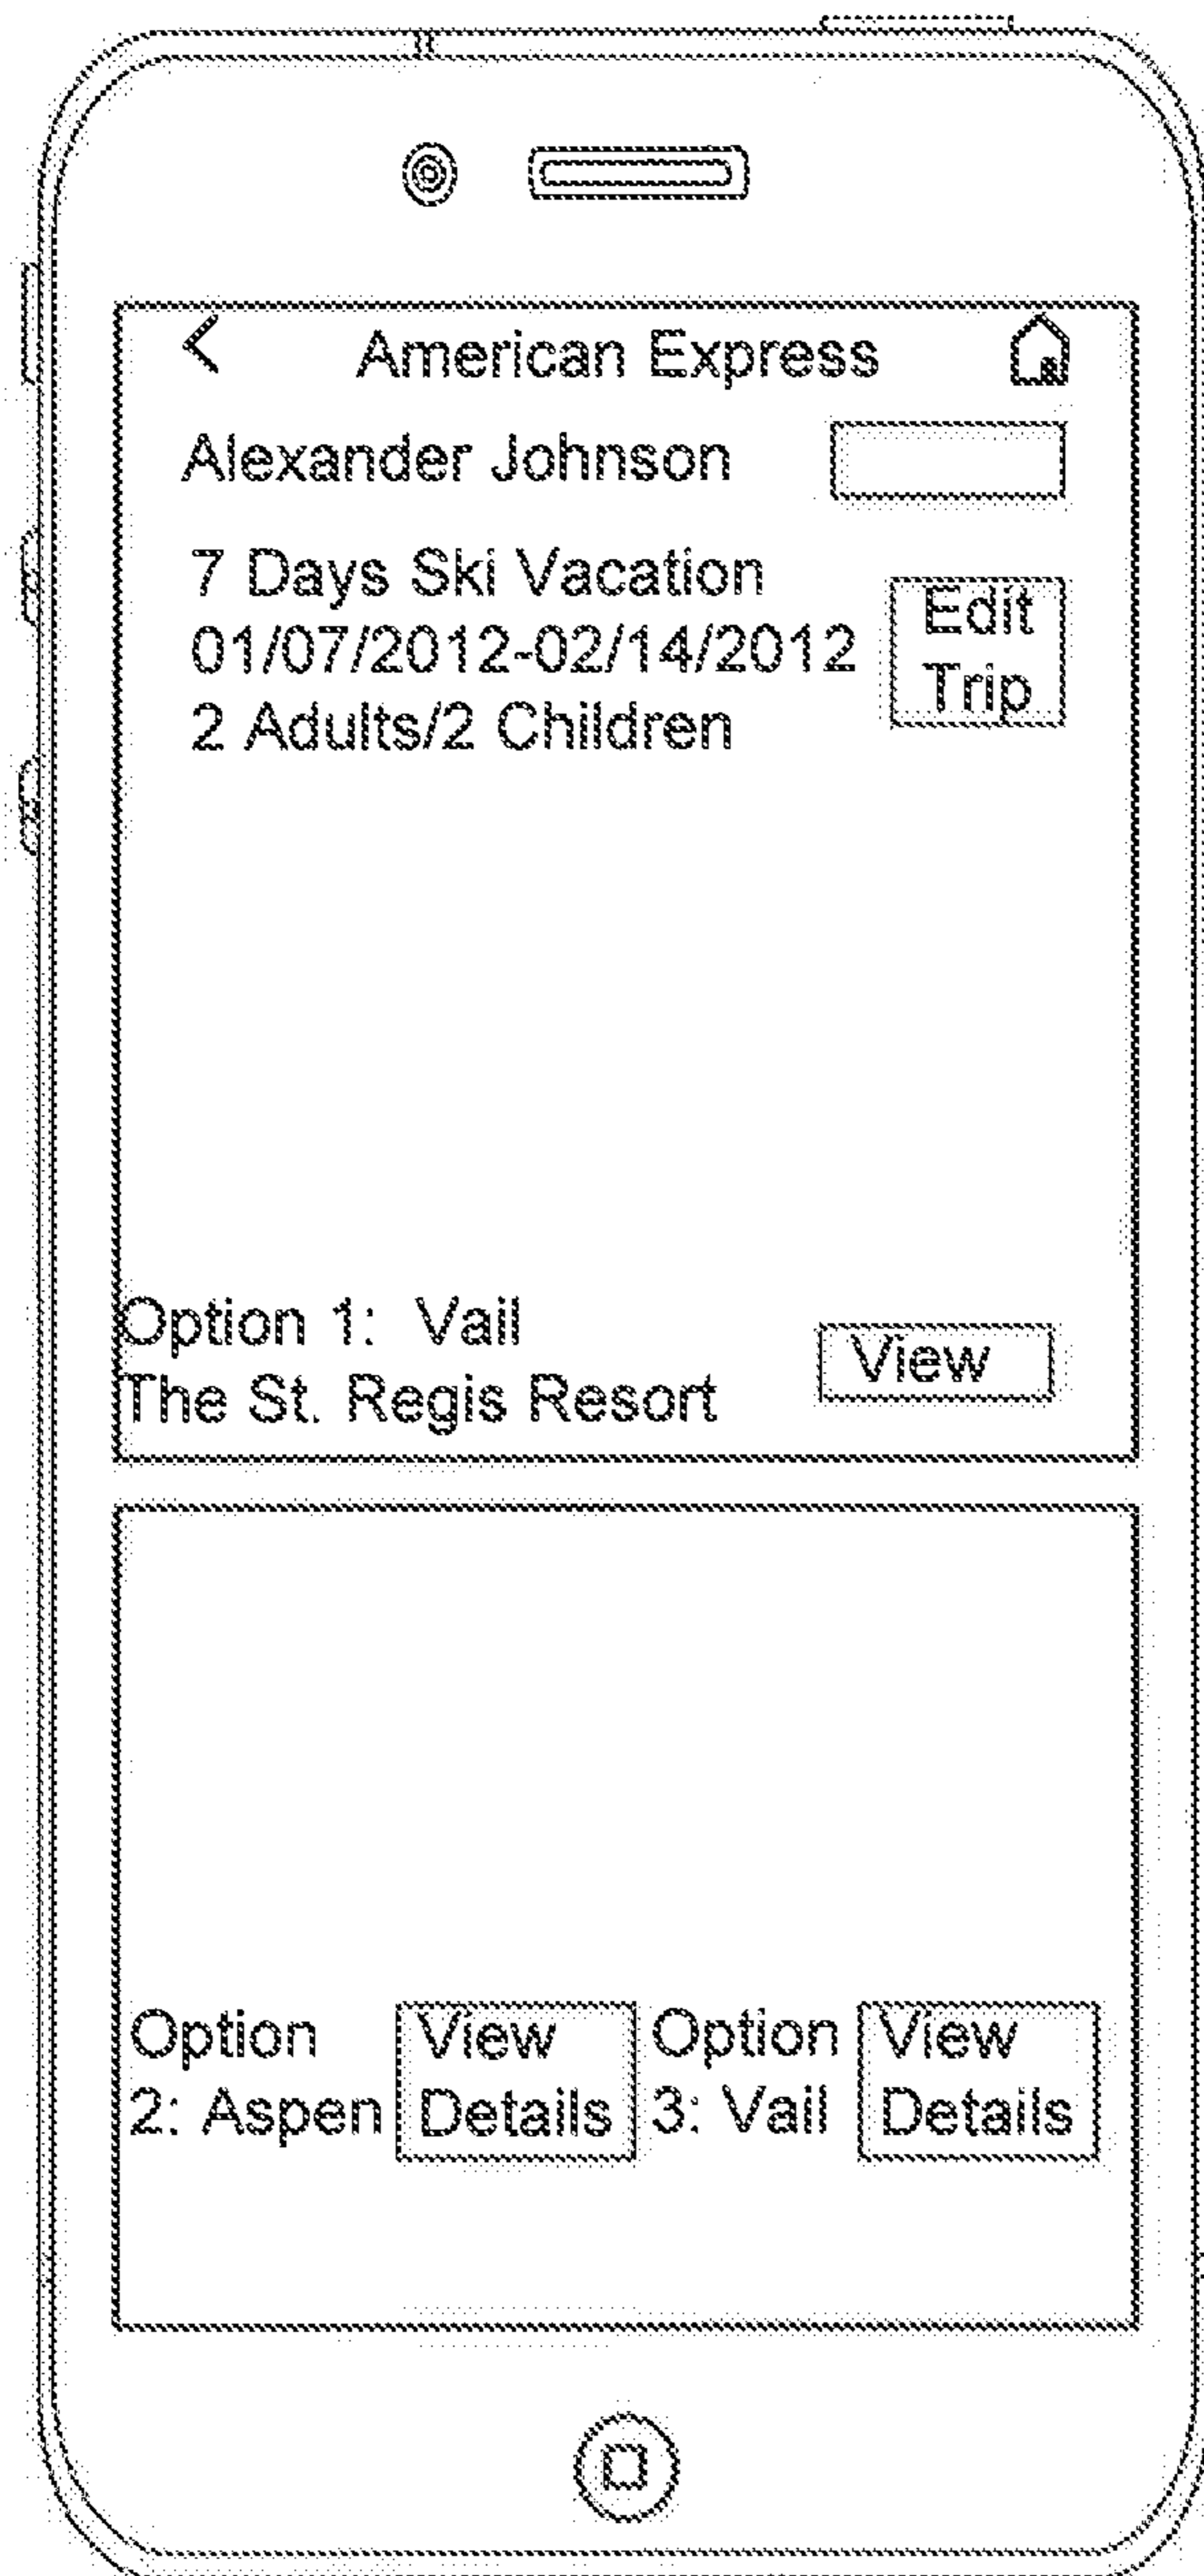 American Express
Alexander Johnson
7 Days Ski Vacation
01/07/2012-02/14/2012
2 Adults/2 Children
Edit
Trip
Option 1: Vail
The St. Regis Resort
View
Option
2: Aspen
View
Details
Option
3: Vail
View
Details